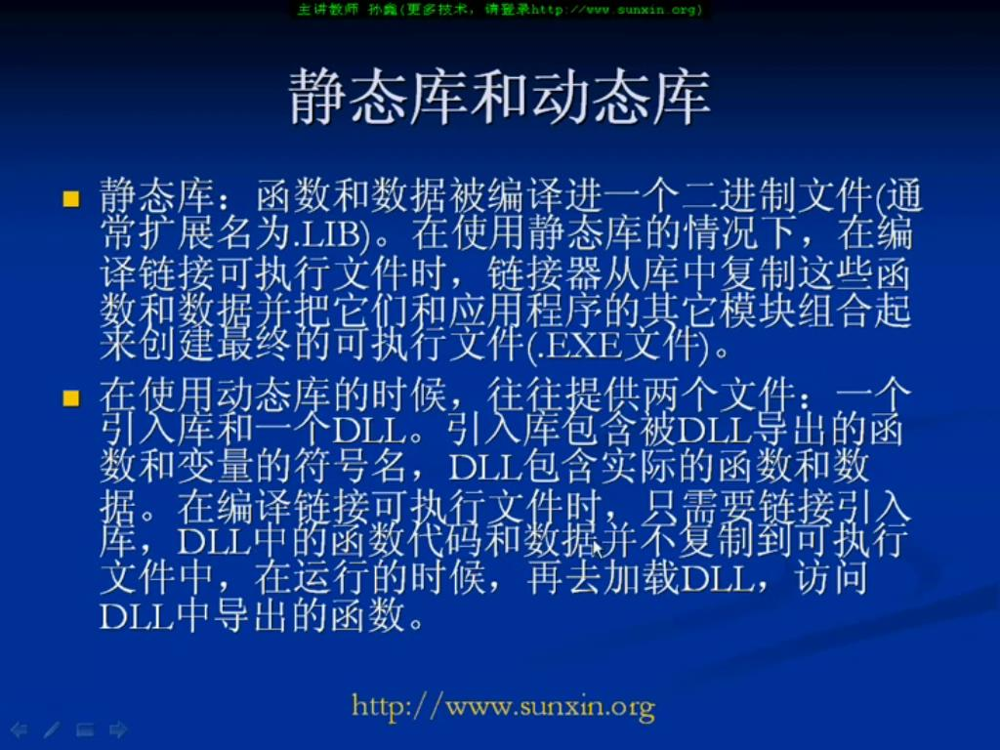 主讲教师 孙鑫(更多技术，请登录http://www.sunxin.org)
静态库和动态库
静态库：函数和数据被编译进一个二进制文件(通
常扩展名为.LIB)。在使用静态库的情况下，在编
译链接可执行文件时，链接器从库中复制这些函
数和数据并把它们和应用程序的其它模块组合起
来创建最终的可执行文件(.EXE文件)。
在使用动态库的时候，往往提供两个文件：一个
引入库和一个DLL。引入库包含被DLL导出的函
数和变量的符号名，DLL包含实际的函数和数
据。在编译链接可执行文件时，只需要链接引入
库，DLL中的函数代码和数据并不复制到可执行
文件中，在运行的时候，再去加载DLL，访问
DLL中导出的函数。
http://www.sunxin.org